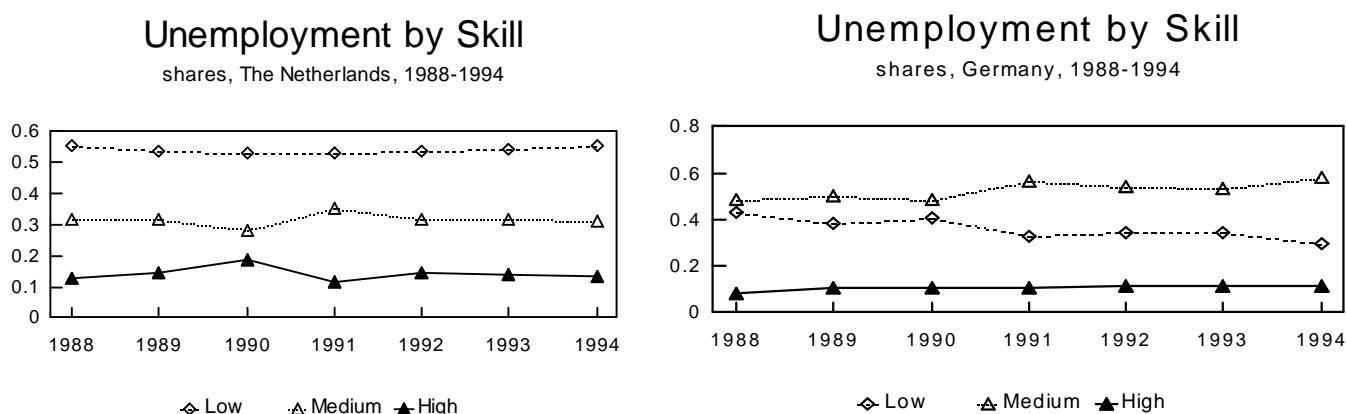 Unemployment by Skill
shares, The Netherlands, 1988-1994
0.6
0.5
0.4
0.3
0.2
0.1
0
1988 1989 1990 1991 1992 1993 1994
Low Medium High
Unemployment by Skill
shares, Germany, 1988-1994
0.8
0.6
0.4
0.2
0
1988 1989 1990 1991 1992 1993 1994
Low Medium High